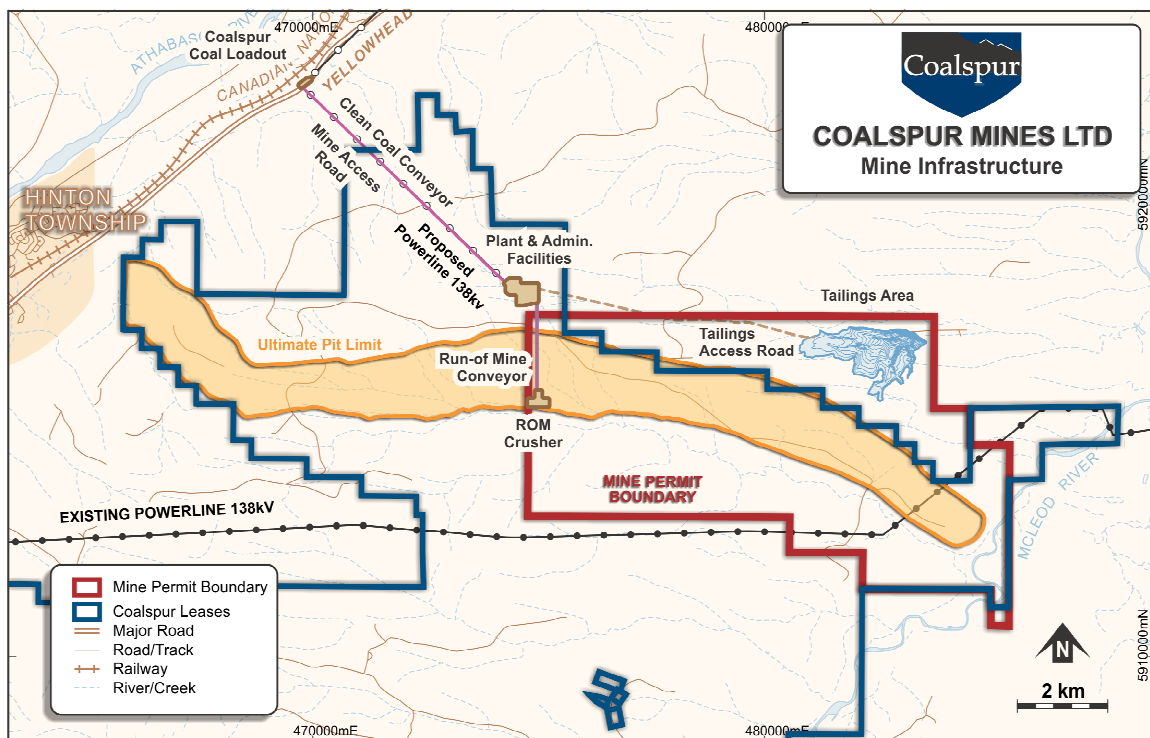 470000mE
480000mE
Coalspur
Coal Loadout
CANADIAN
YELLOWHEAD
Coalspur
COALSPUR MINES LTD
Mine Infrastructure
5920000mN
Clean Coal Conveyor
Mine Access
Road
HINTON
TOWNSHIP
Proposed
Powerline 138kv
Plant & Admin.
Facilities
Tailings Area
Ultimate Pit Limit
Tailings
Access Road
Run-of Mine
Conveyor
ROM
Crusher
MINE PERMIT
BOUNDARY
EXISTING POWERLINE 138kV
MCLEOD RIVER
Mine Permit Boundary
Coalspur Leases
Major Road
Road/Track
Railway
River/Creek
N
2 km
5910000mN
470000mE
480000mE